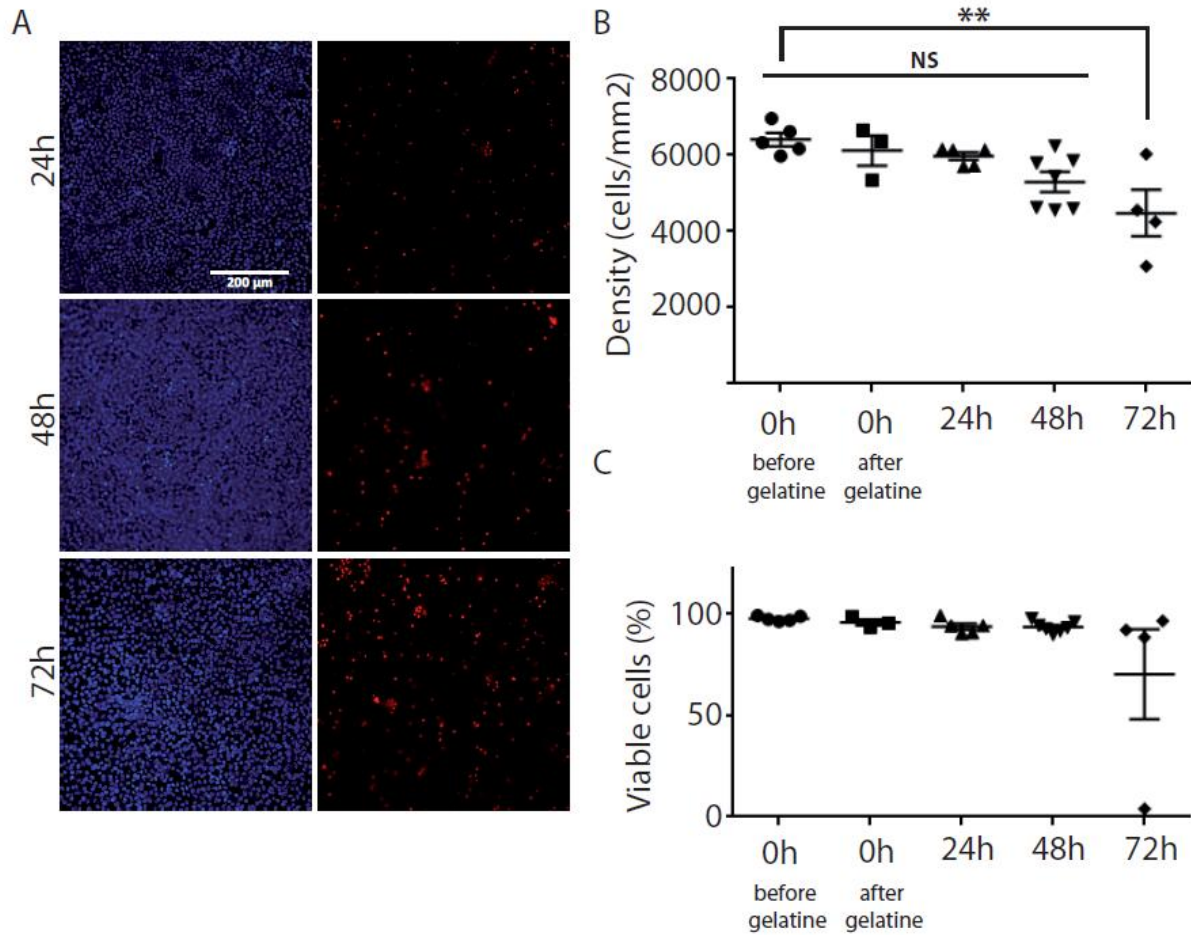 A
24h
200 µm
48h
72h
B
**
NS
Density (cells/mm2)
8000
6000
4000
2000
0h
before
gelatine
0h
after
gelatine
24h
48h
72h
C
Viable cells (%)
100
50
0
0h
before
gelatine
0h
after
gelatine
24h
48h
72h